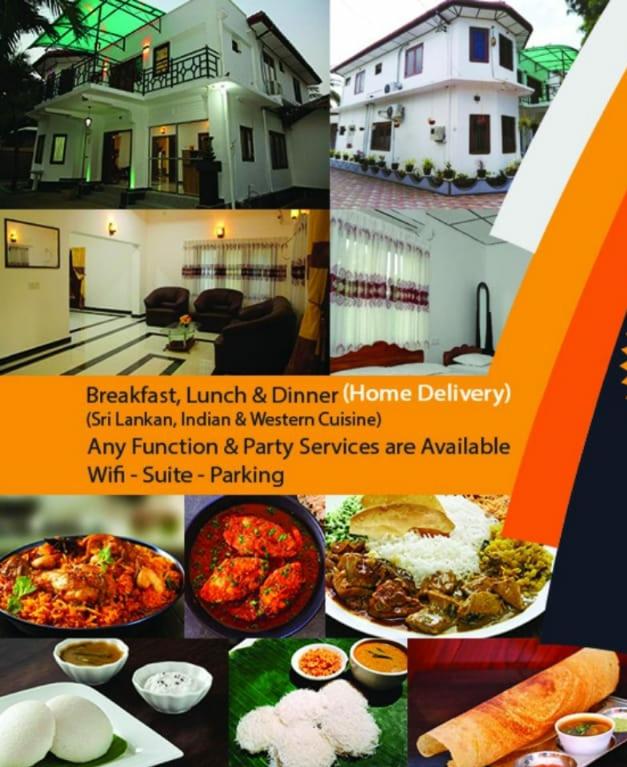 Breakfast, Lunch & Dinner (Home Delivery)
(Sri Lankan, Indian & Western Cuisine)
Any Function & Party Services are Available
Wifi - Suite - Parking